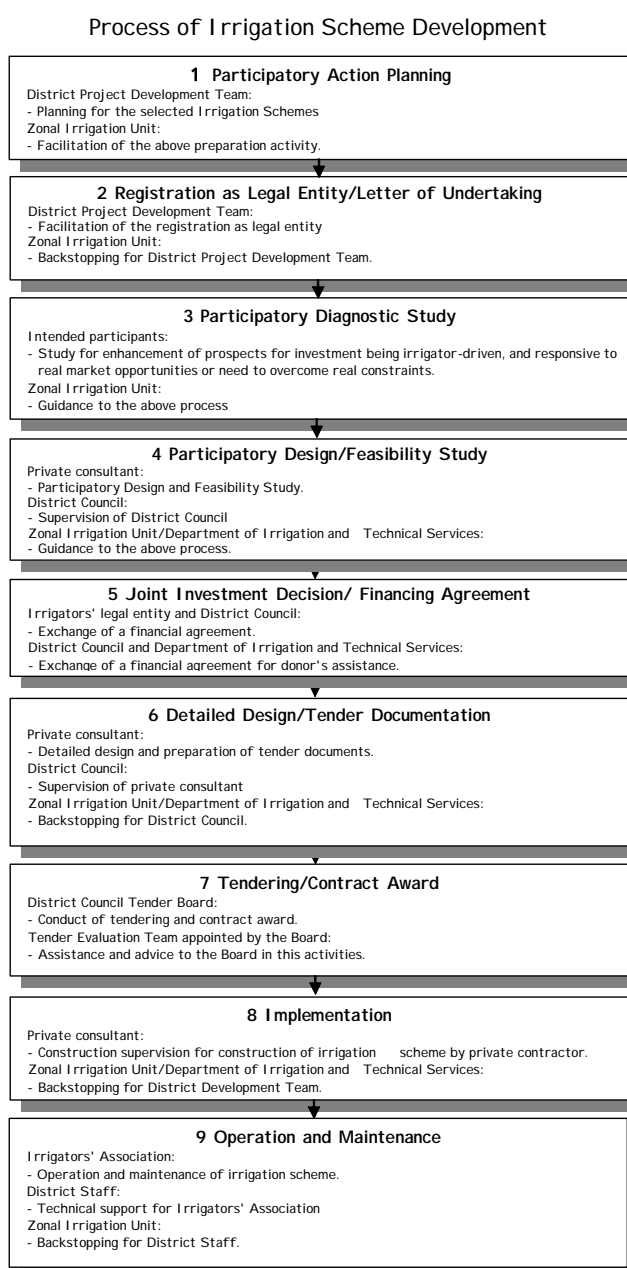 Process of Irrigation Scheme Development
1 Participatory Action Planning
District Project Development Team:
- Planning for the selected Irrigation Schemes
Zonal Irrigation Unit:
- Facilitation of the above preparation activity.
2 Registration as Legal Entity/Letter of Undertaking
District Project Development Team:
- Facilitation of the registration as legal entity
Zonal Irrigation Unit:
- Backstopping for District Project Development Team.
3 Participatory Diagnostic Study
Intended participants:
- Study for enhancement of prospects for investment being irrigator-driven, and responsive to
real market opportunities or need to overcome real constraints.
Zonal Irrigation Unit:
- Guidance to the above process
4 Participatory Design/Feasibility Study
Private consultant:
- Participatory Design and Feasibility Study.
District Council:
- Supervision of District Council
Zonal Irrigation Unit/Department of Irrigation and Technical Services:
- Guidance to the above process.
5 Joint Investment Decision/ Financing Agreement
Irrigators' legal entity and District Council:
- Exchange of a financial agreement.
District Council and Department of Irrigation and Technical Services:
- Exchange of a financial agreement for donor's assistance.
6 Detailed Design/Tender Documentation
Private consultant:
- Detailed design and preparation of tender documents.
District Council:
- Supervision of private consultant
Zonal Irrigation Unit/Department of Irrigation and Technical Services:
- Backstopping for District Council.
7 Tendering/Contract Award
District Council Tender Board:
- Conduct of tendering and contract award.
Tender Evaluation Team appointed by the Board:
- Assistance and advice to the Board in this activities.
8 Implementation
Private consultant:
- Construction supervision for construction of irrigation scheme by private contractor.
Zonal Irrigation Unit/Department of Irrigation and Technical Services:
- Backstopping for District Development Team.
9 Operation and Maintenance
Irrigators' Association:
- Operation and maintenance of irrigation scheme.
District Staff:
- Technical support for Irrigators' Association
Zonal Irrigation Unit:
- Backstopping for District Staff.